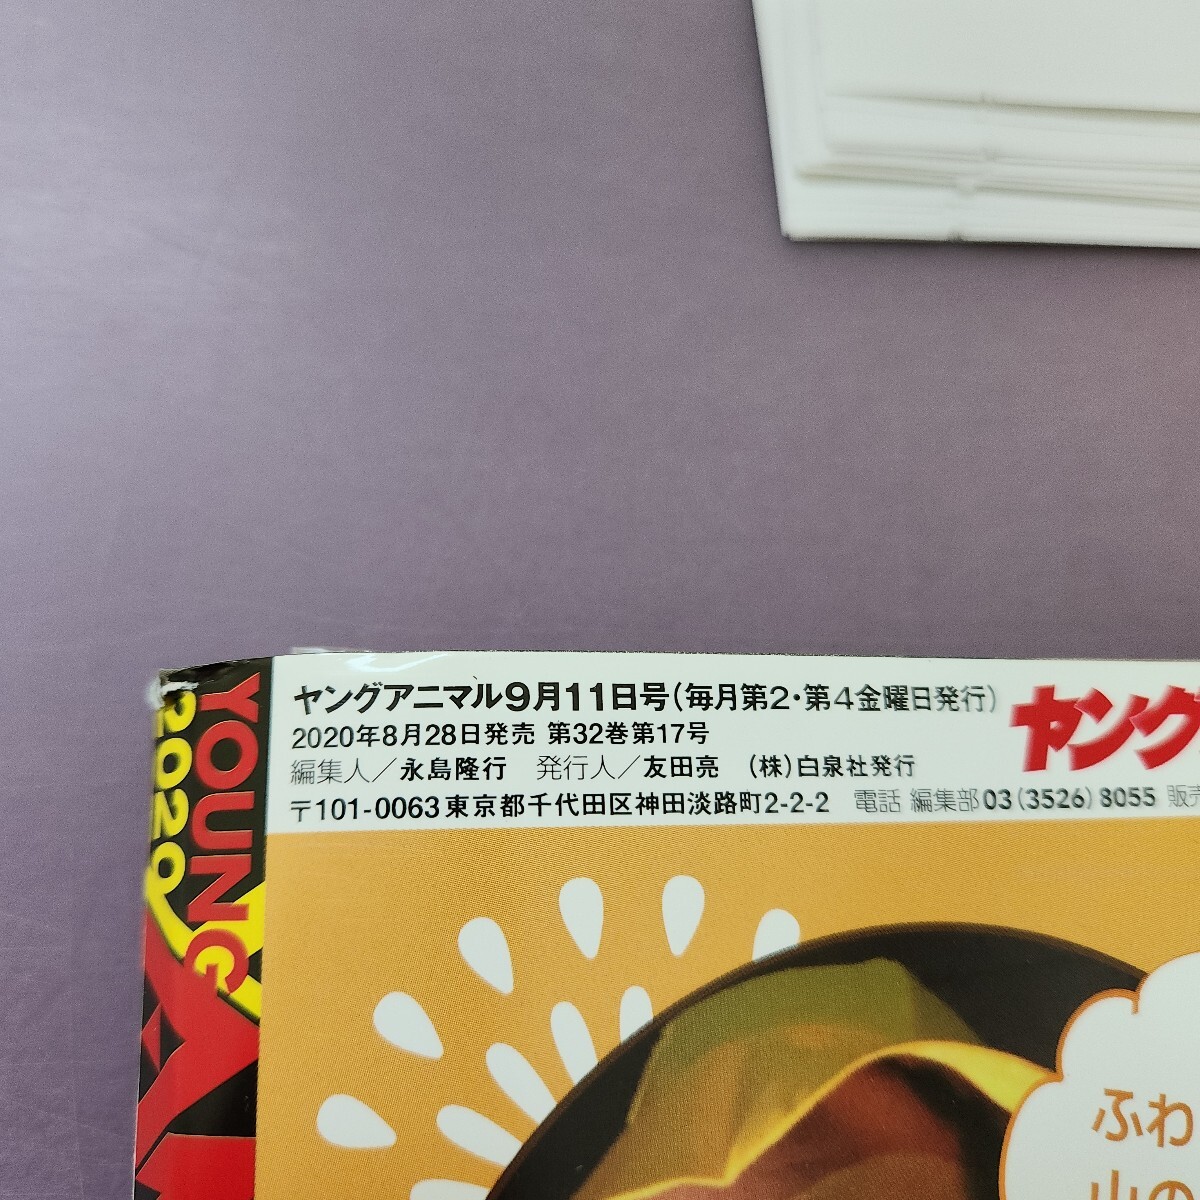 YOUNG
2020
ヤングアニマル9月11日号(毎月第2・第4金曜日発行)
2020年8月28日発売 第32巻第17号
編集人／永島隆行 発行人／友田亮 (株)白泉社発行
〒101-0063東京都千代田区神田淡路町2-2-2 電話 編集部03(3526)8055 販売
ヤング
ふわ
山の